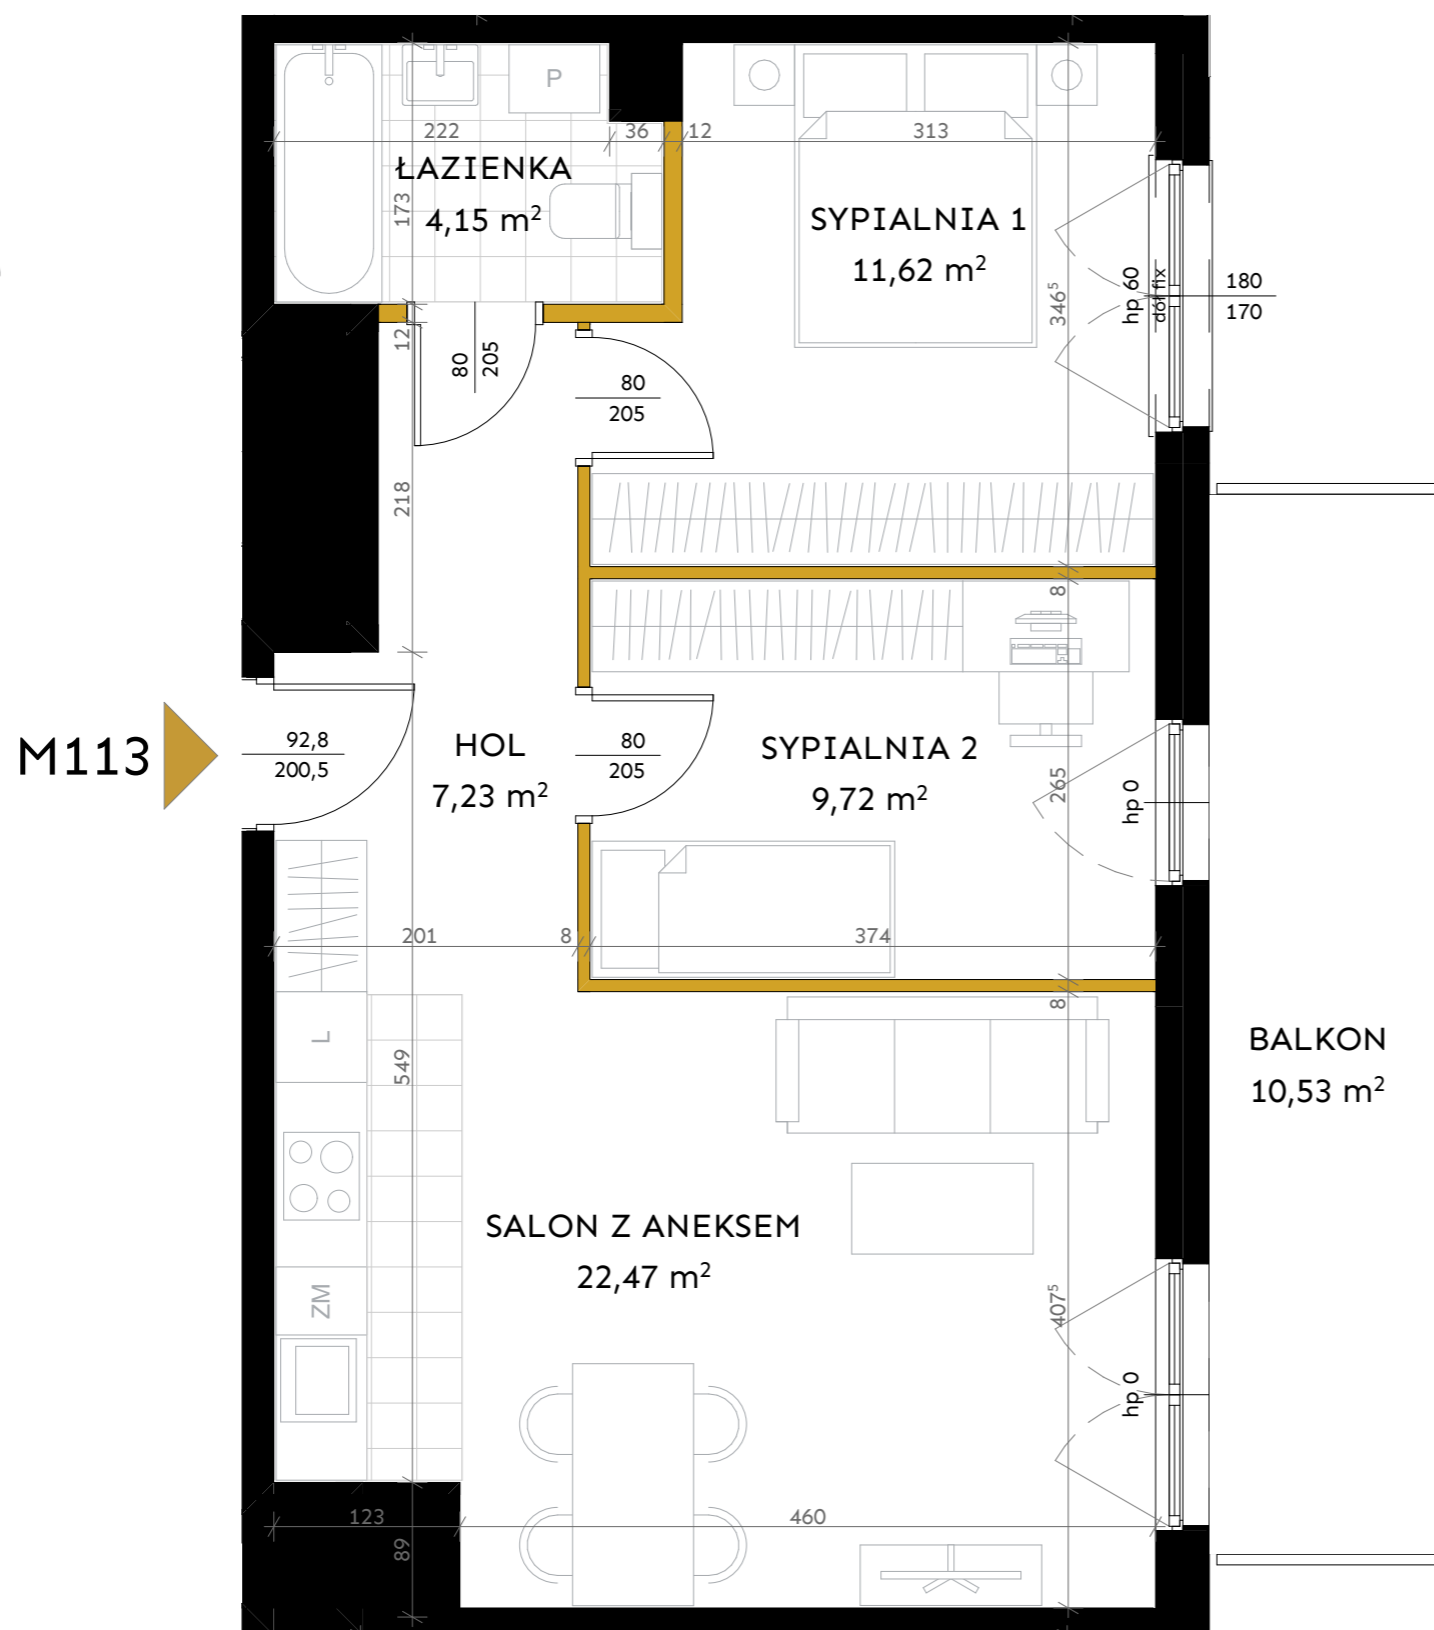 P
222
36
12
313
ŁAZIENKA
4,15 m²
173
SYPIALNIA 1
11,62 m²
346⁵
hp 60
dół fix
180
170
12
80
205
80
205
218
8
M113
92,8
200,5
HOL
7,23 m²
80
205
SYPIALNIA 2
9,72 m²
265
hp 0
201
8
374
8
L
549
BALKON
10,53 m²
SALON Z ANEKSEM
22,47 m²
ZM
407⁵
hp 0
123
460
89